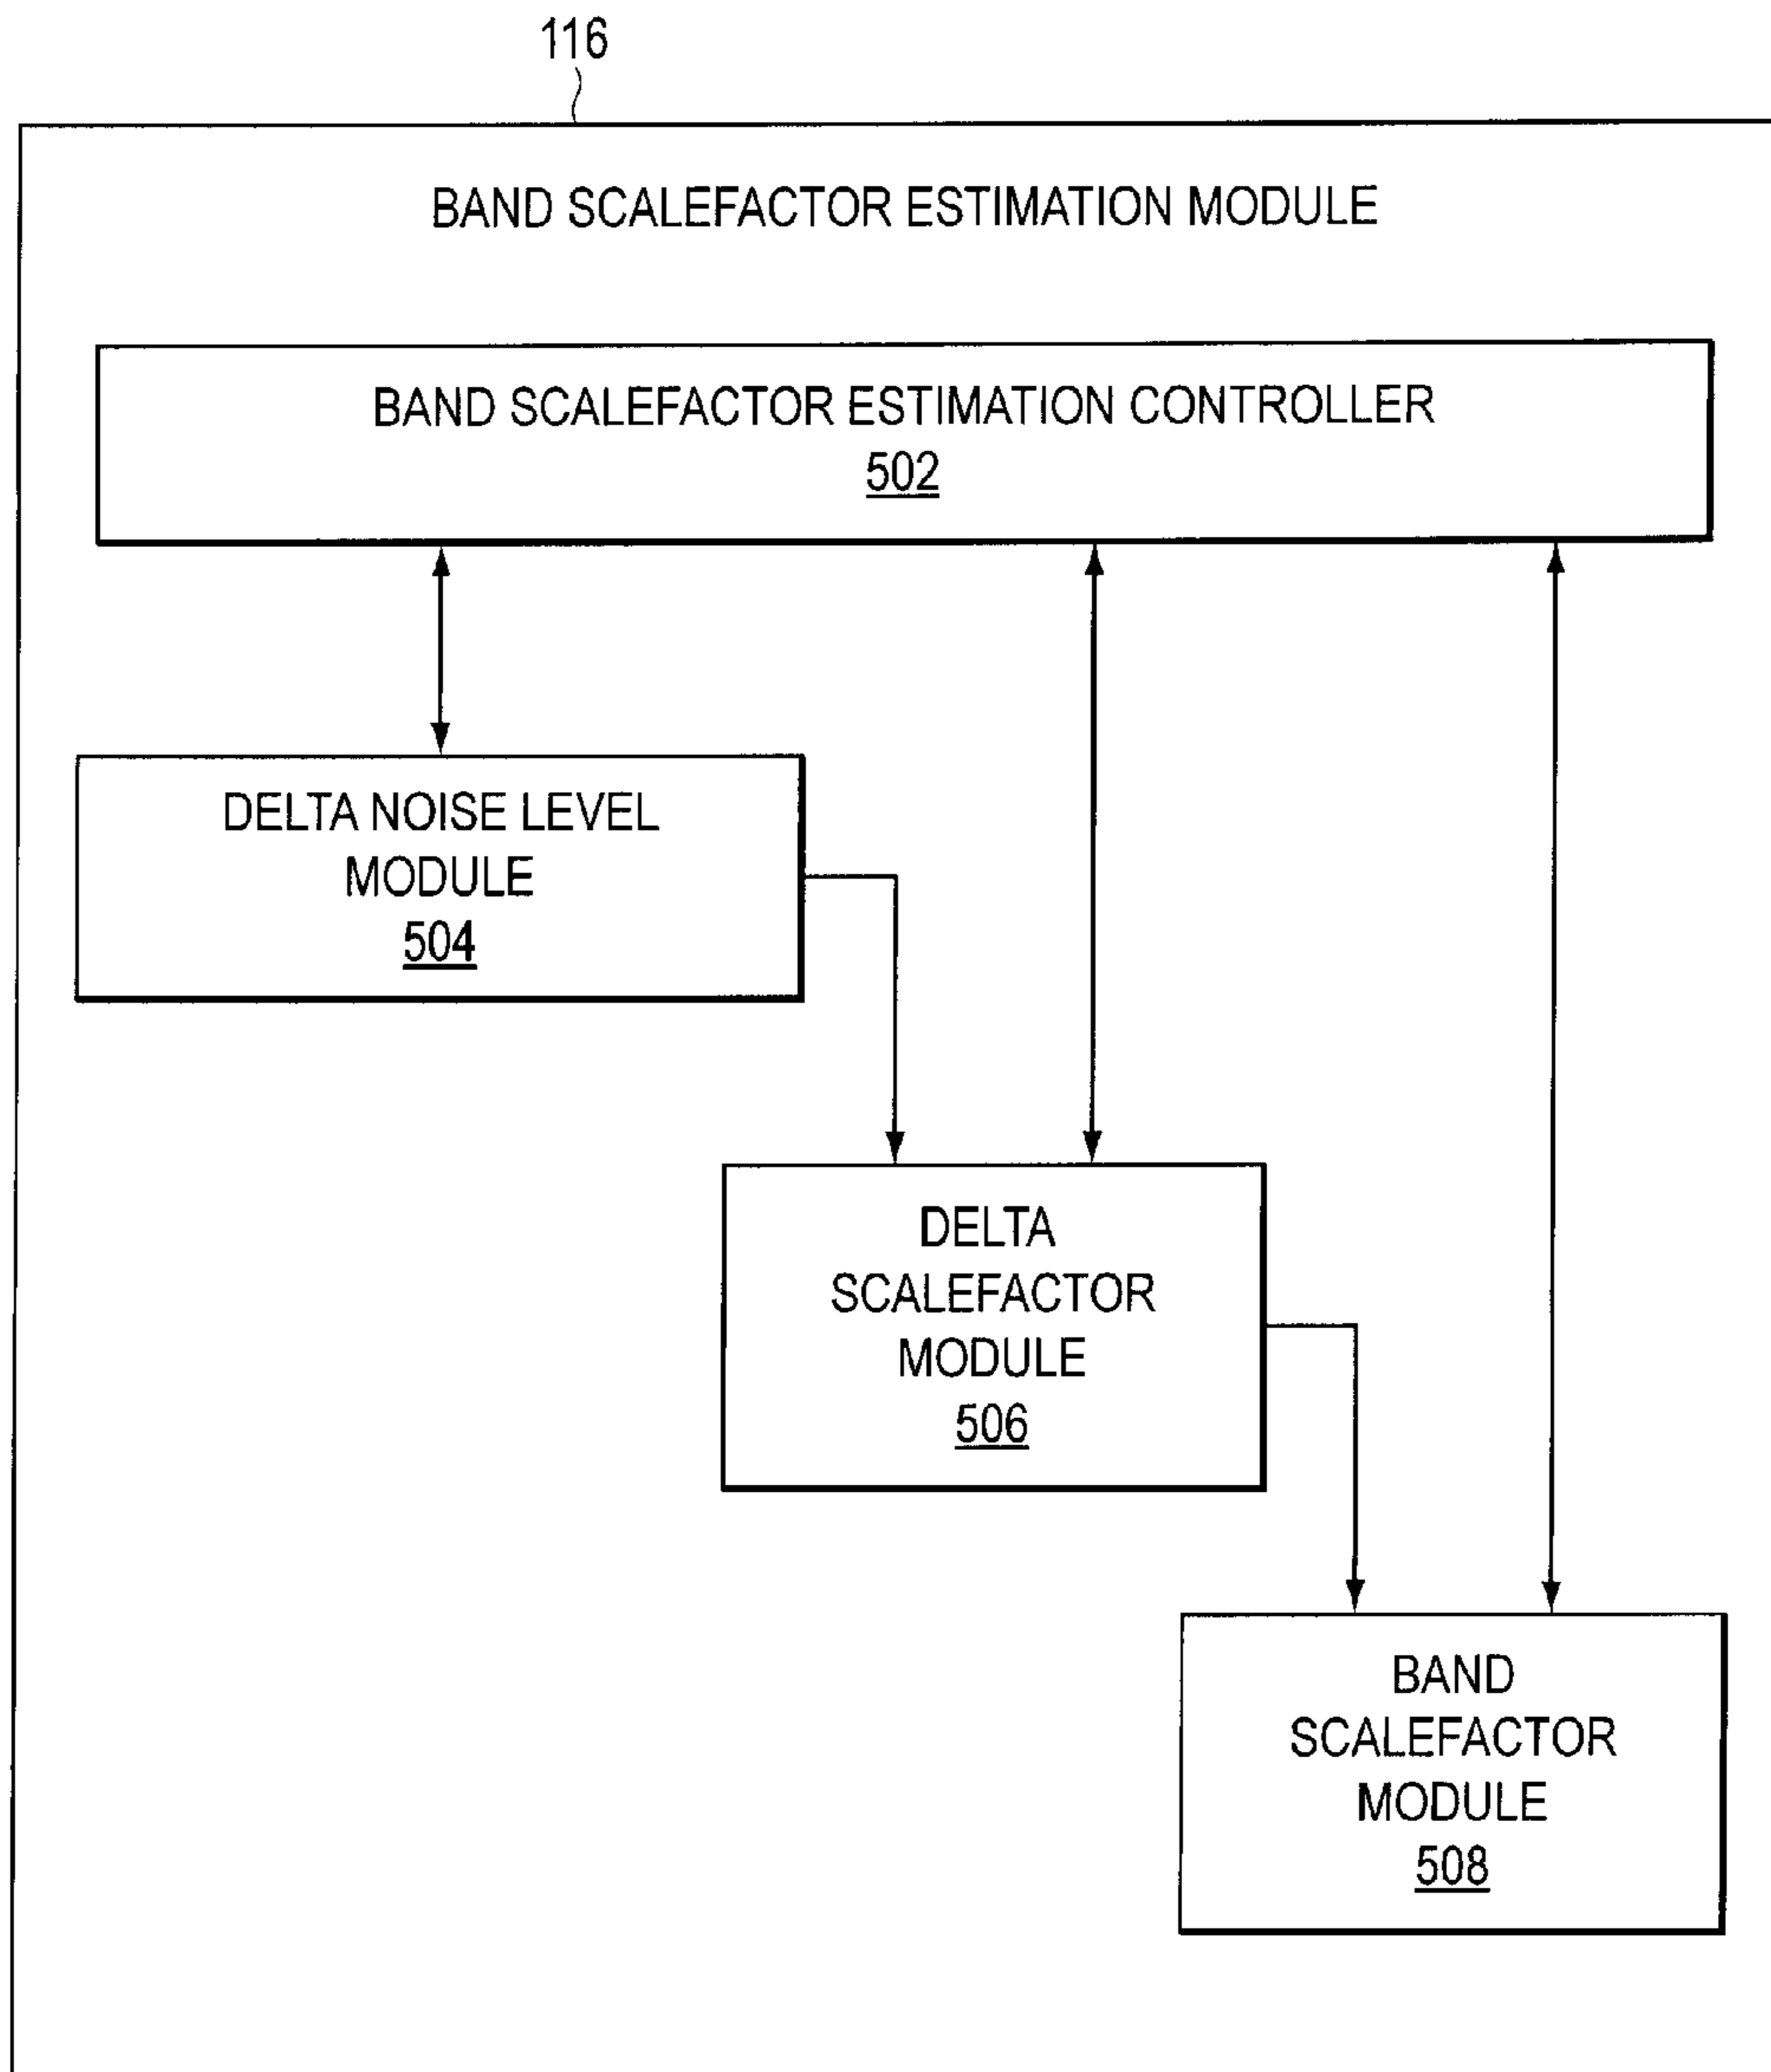 116
BAND SCALEFACTOR ESTIMATION MODULE
BAND SCALEFACTOR ESTIMATION CONTROLLER
502
DELTA NOISE LEVEL
MODULE
504
DELTA
SCALEFACTOR
MODULE
506
BAND
SCALEFACTOR
MODULE
508